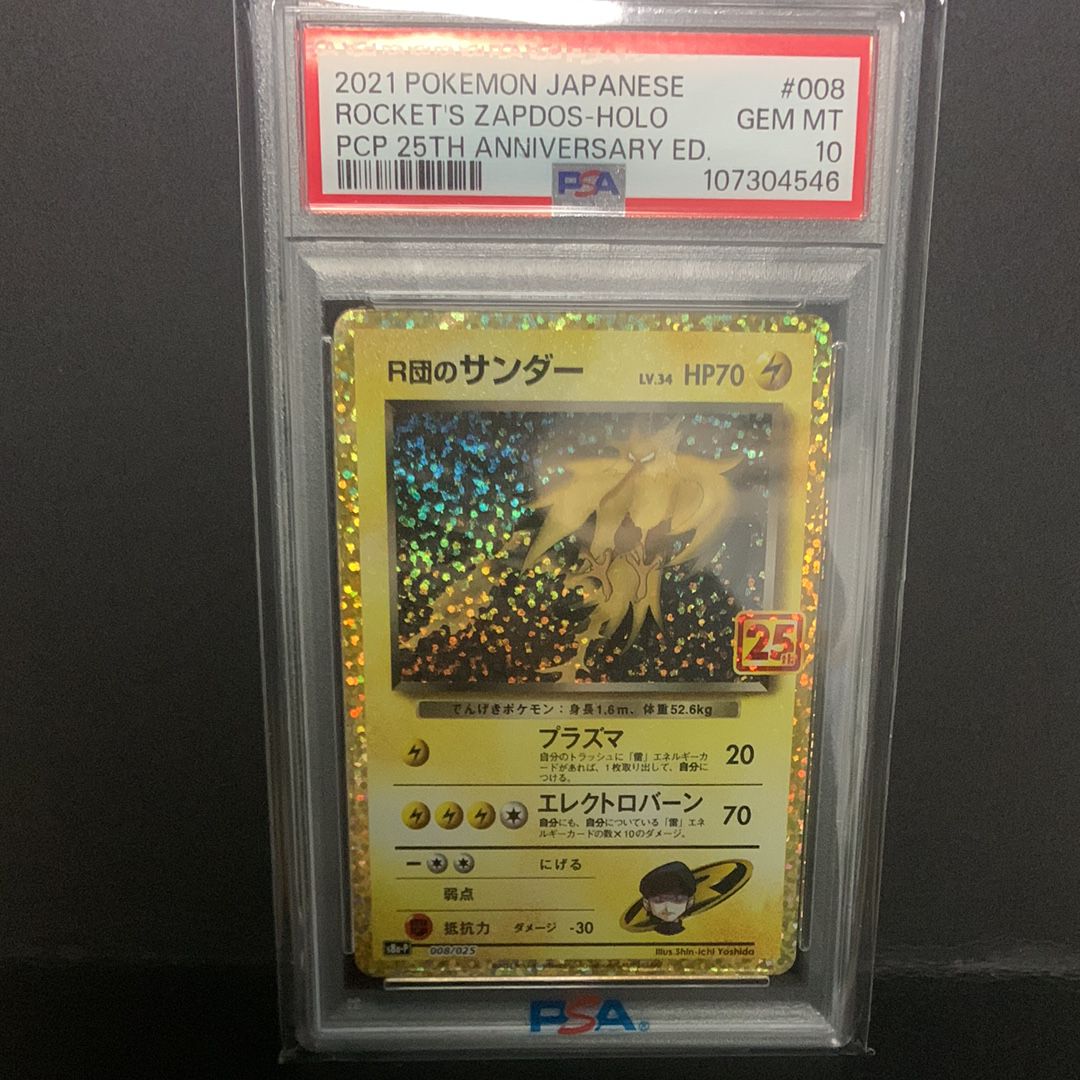 2021 POKEMON JAPANESE #008
ROCKET'S ZAPDOS-HOLO GEM MT
PCP 25TH ANNIVERSARY ED. 10
PSA 107304546
R団のサンダー LV.34 HP70
25th
でんげきポケモン：身長1.6m、体重52.6kg
プラズマ 20
自分のトラッシュに「雷」エネルギーカ
ードがあれば、1枚取り出して、自分に
つける。
エレクトロバーン 70
自分にも、自分についている「雷」エネ
ルギーカードの数×10のダメージ。
にげる
弱点
抵抗力 ダメージ -30
R
s8a-P 008/025 Illus.Shin-ichi Yoshida
PSA®